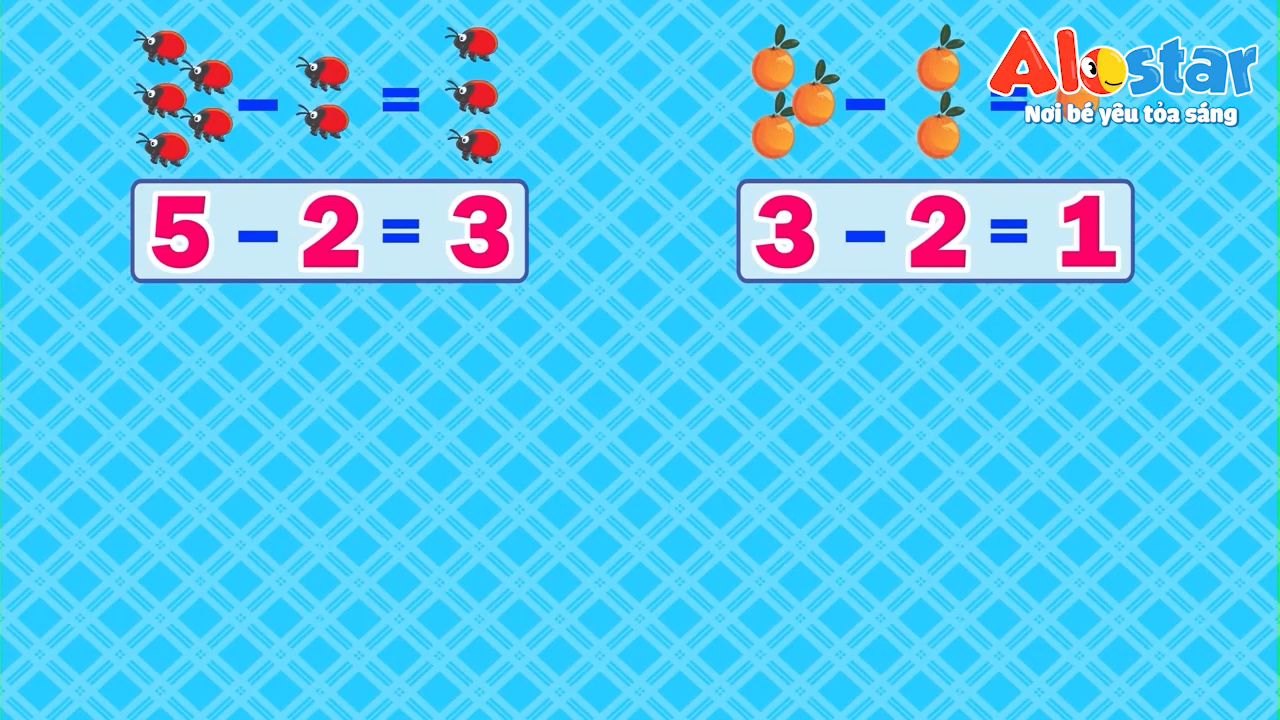 Alostar
Nơi bé yêu tỏa sáng
- =
- =
5 - 2 = 3
3 - 2 = 1